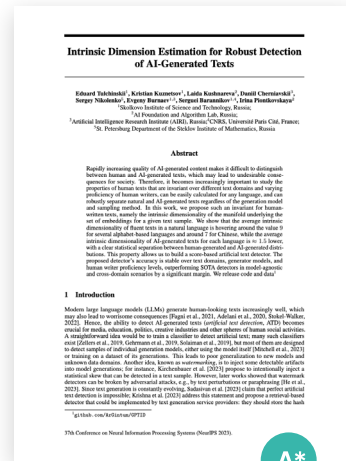 Intrinsic Dimension Estimation for Robust Detection
of AI-Generated Texts
Eduard Tulchinskii¹, Kristian Kuznetsov¹, Laida Kushnareva², Daniil Cherniavskii³,
Sergey Nikolenko⁵, Evgeny Burnaev¹,³, Serguei Barannikov¹,⁴, Irina Piontkovskaya²
¹Skolkovo Institute of Science and Technology, Russia;
²AI Foundation and Algorithm Lab, Russia;
³Artificial Intelligence Research Institute (AIRI), Russia;⁴CNRS, Université Paris Cité, France;
⁵St. Petersburg Department of the Steklov Institute of Mathematics, Russia
Abstract
Rapidly increasing quality of AI-generated content makes it difficult to distinguish
between human and AI-generated texts, which may lead to undesirable conse-
quences for society. Therefore, it becomes increasingly important to study the
properties of human texts that are invariant over different text domains and varying
proficiency of human writers, can be easily calculated for any language, and can
robustly separate natural and AI-generated texts regardless of the generation model
and sampling method. In this work, we propose such an invariant for human-
written texts, namely the intrinsic dimensionality of the manifold underlying the
set of embeddings for a given text sample. We show that the average intrinsic
dimensionality of fluent texts in a natural language is hovering around the value 9
for several alphabet-based languages and around 7 for Chinese, while the average
intrinsic dimensionality of AI-generated texts for each language is ≈ 1.5 lower,
with a clear statistical separation between human-generated and AI-generated distri-
butions. This property allows us to build a score-based artificial text detector. The
proposed detector's accuracy is stable over text domains, generator models, and
human writer proficiency levels, outperforming SOTA detectors in model-agnostic
and cross-domain scenarios by a significant margin. We release code and data¹
1 Introduction
Modern large language models (LLMs) generate human-looking texts increasingly well, which
may also lead to worrisome consequences [Fagni et al., 2021, Adelani et al., 2020, Stokel-Walker,
2022]. Hence, the ability to detect AI-generated texts (artificial text detection, ATD) becomes
crucial for media, education, politics, creative industries and other spheres of human social activities.
A straightforward idea would be to train a classifier to detect artificial text; many such classifiers
exist [Zellers et al., 2019, Gehrmann et al., 2019, Solaiman et al., 2019], but most of them are designed
to detect samples of individual generation models, either using the model itself [Mitchell et al., 2023]
or training on a dataset of its generations. This leads to poor generalization to new models and
unknown data domains. Another idea, known as watermarking, is to inject some detectable artifacts
into model generations; for instance, Kirchenbauer et al. [2023] propose to intentionally inject a
statistical skew that can be detected in a text sample. However, later works showed that watermark
detectors can be broken by adversarial attacks, e.g., by text perturbations or paraphrasing [He et al.,
2023]. Since text generation is constantly evolving, Sadasivan et al. [2023] claim that perfect artificial
text detection is impossible; Krishna et al. [2023] address this statement and propose a retrieval-based
detector that could be implemented by text generation service providers: they should store the hash
¹github.com/ArGintum/GPTID
37th Conference on Neural Information Processing Systems (NeurIPS 2023).
A*